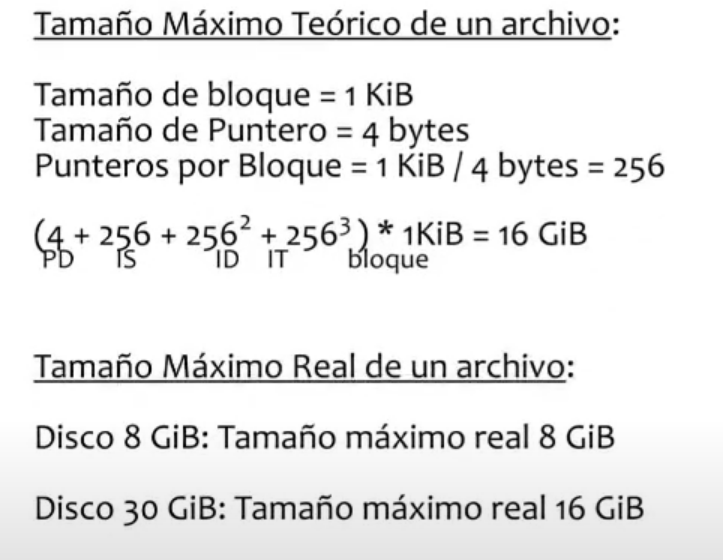 Tamaño Máximo Teórico de un archivo:
Tamaño de bloque = 1 KiB
Tamaño de Puntero = 4 bytes
Punteros por Bloque = 1 KiB / 4 bytes = 256
(4 + 256 + 256² + 256³) * 1KiB = 16 GiB
PD IS ID IT bloque
Tamaño Máximo Real de un archivo:
Disco 8 GiB: Tamaño máximo real 8 GiB
Disco 30 GiB: Tamaño máximo real 16 GiB